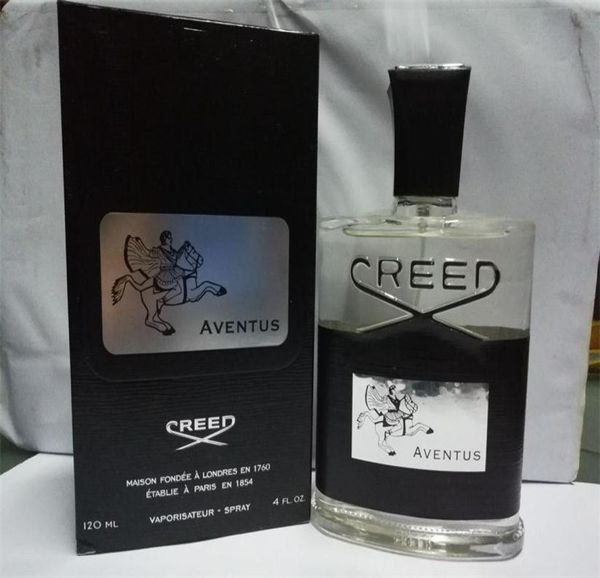 AVENTUS
CREED
MAISON FONDÉE À LONDRES EN 1760
ÉTABLIE À PARIS EN 1854
120 ML VAPORISATEUR - SPRAY 4 FL.OZ.
CREED
AVENTUS